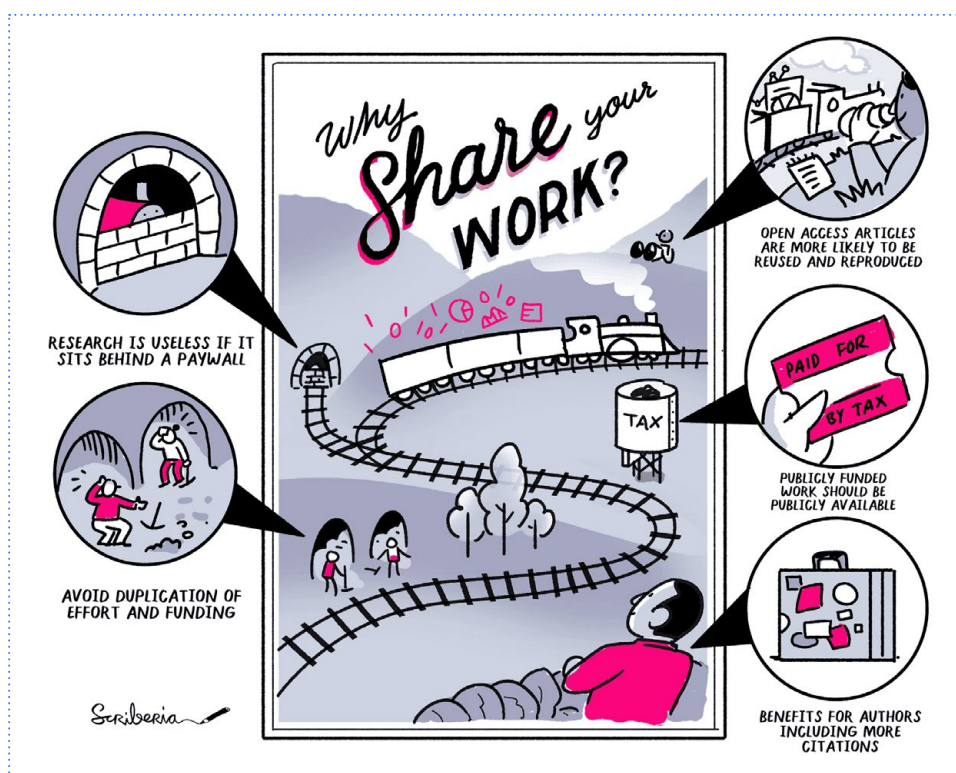 Why
Share your
WORK?
RESEARCH IS USELESS IF IT
SITS BEHIND A PAYWALL
AVOID DUPLICATION OF
EFFORT AND FUNDING
OPEN ACCESS ARTICLES
ARE MORE LIKELY TO BE
REUSED AND REPRODUCED
TAX
PAID FOR
BY TAX
PUBLICLY FUNDED
WORK SHOULD BE
PUBLICLY AVAILABLE
BENEFITS FOR AUTHORS
INCLUDING MORE
CITATIONS
Scriberia